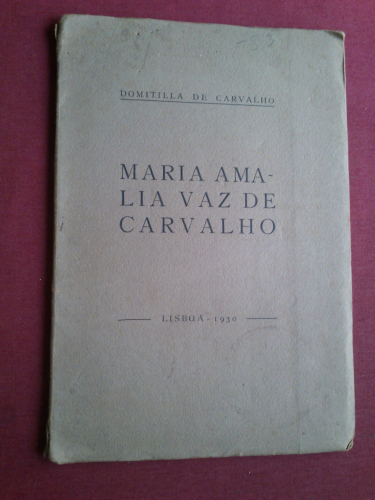 DOMITILLA DE CARVALHO
MARIA AMA-
LIA VAZ DE
CARVALHO
LISBOA - 1930